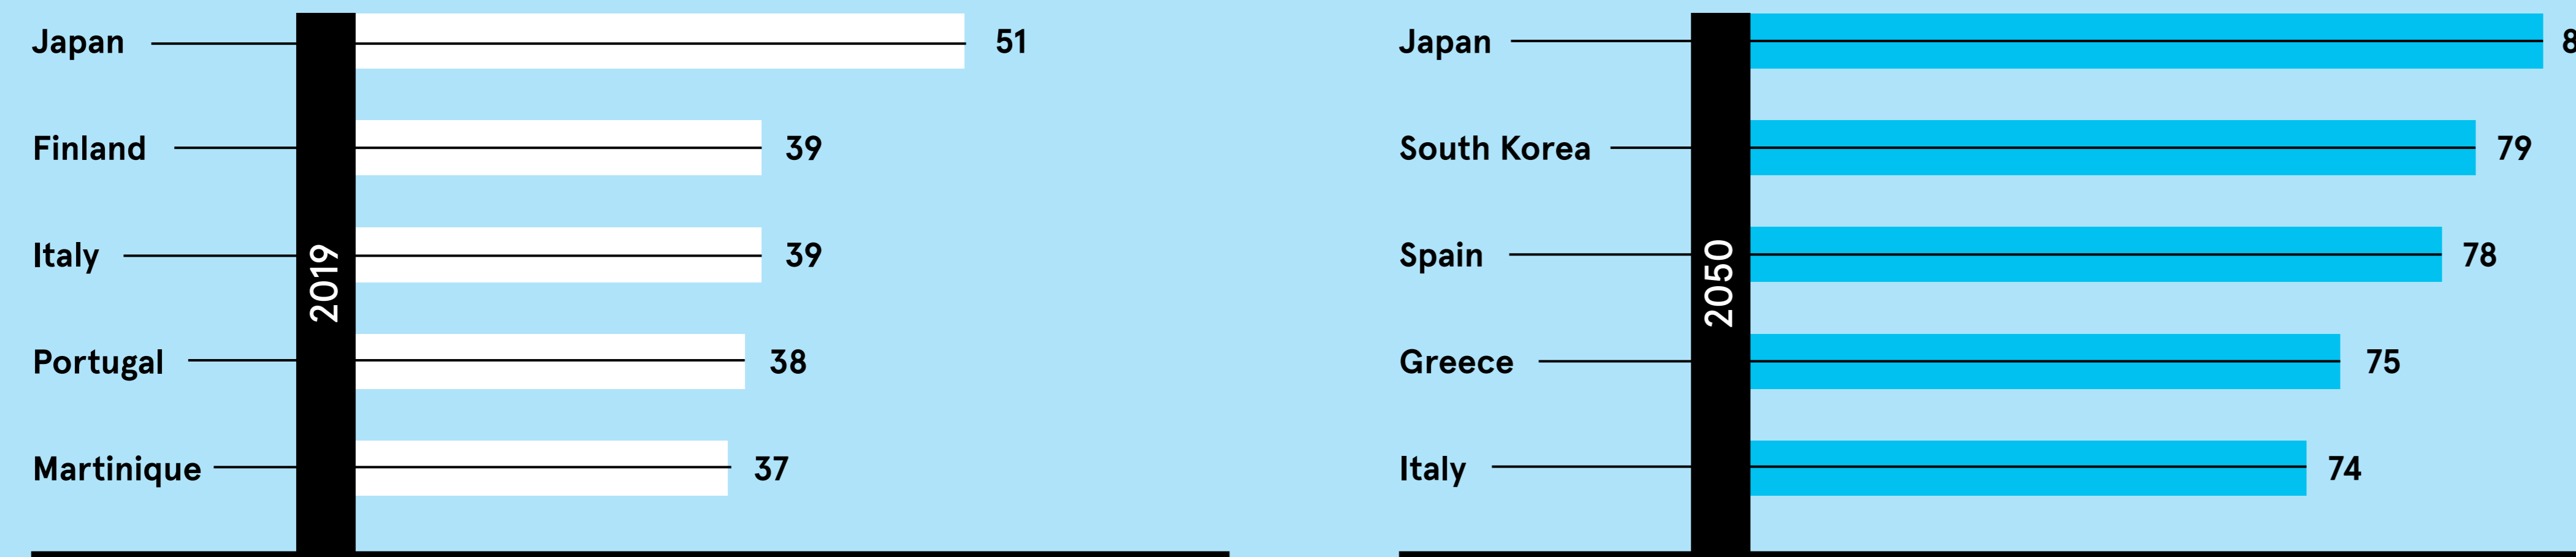 Japan 51
Finland 39
Italy 39
Portugal 38
Martinique 37
2019
Japan
South Korea 79
Spain 78
Greece 75
Italy 74
2050